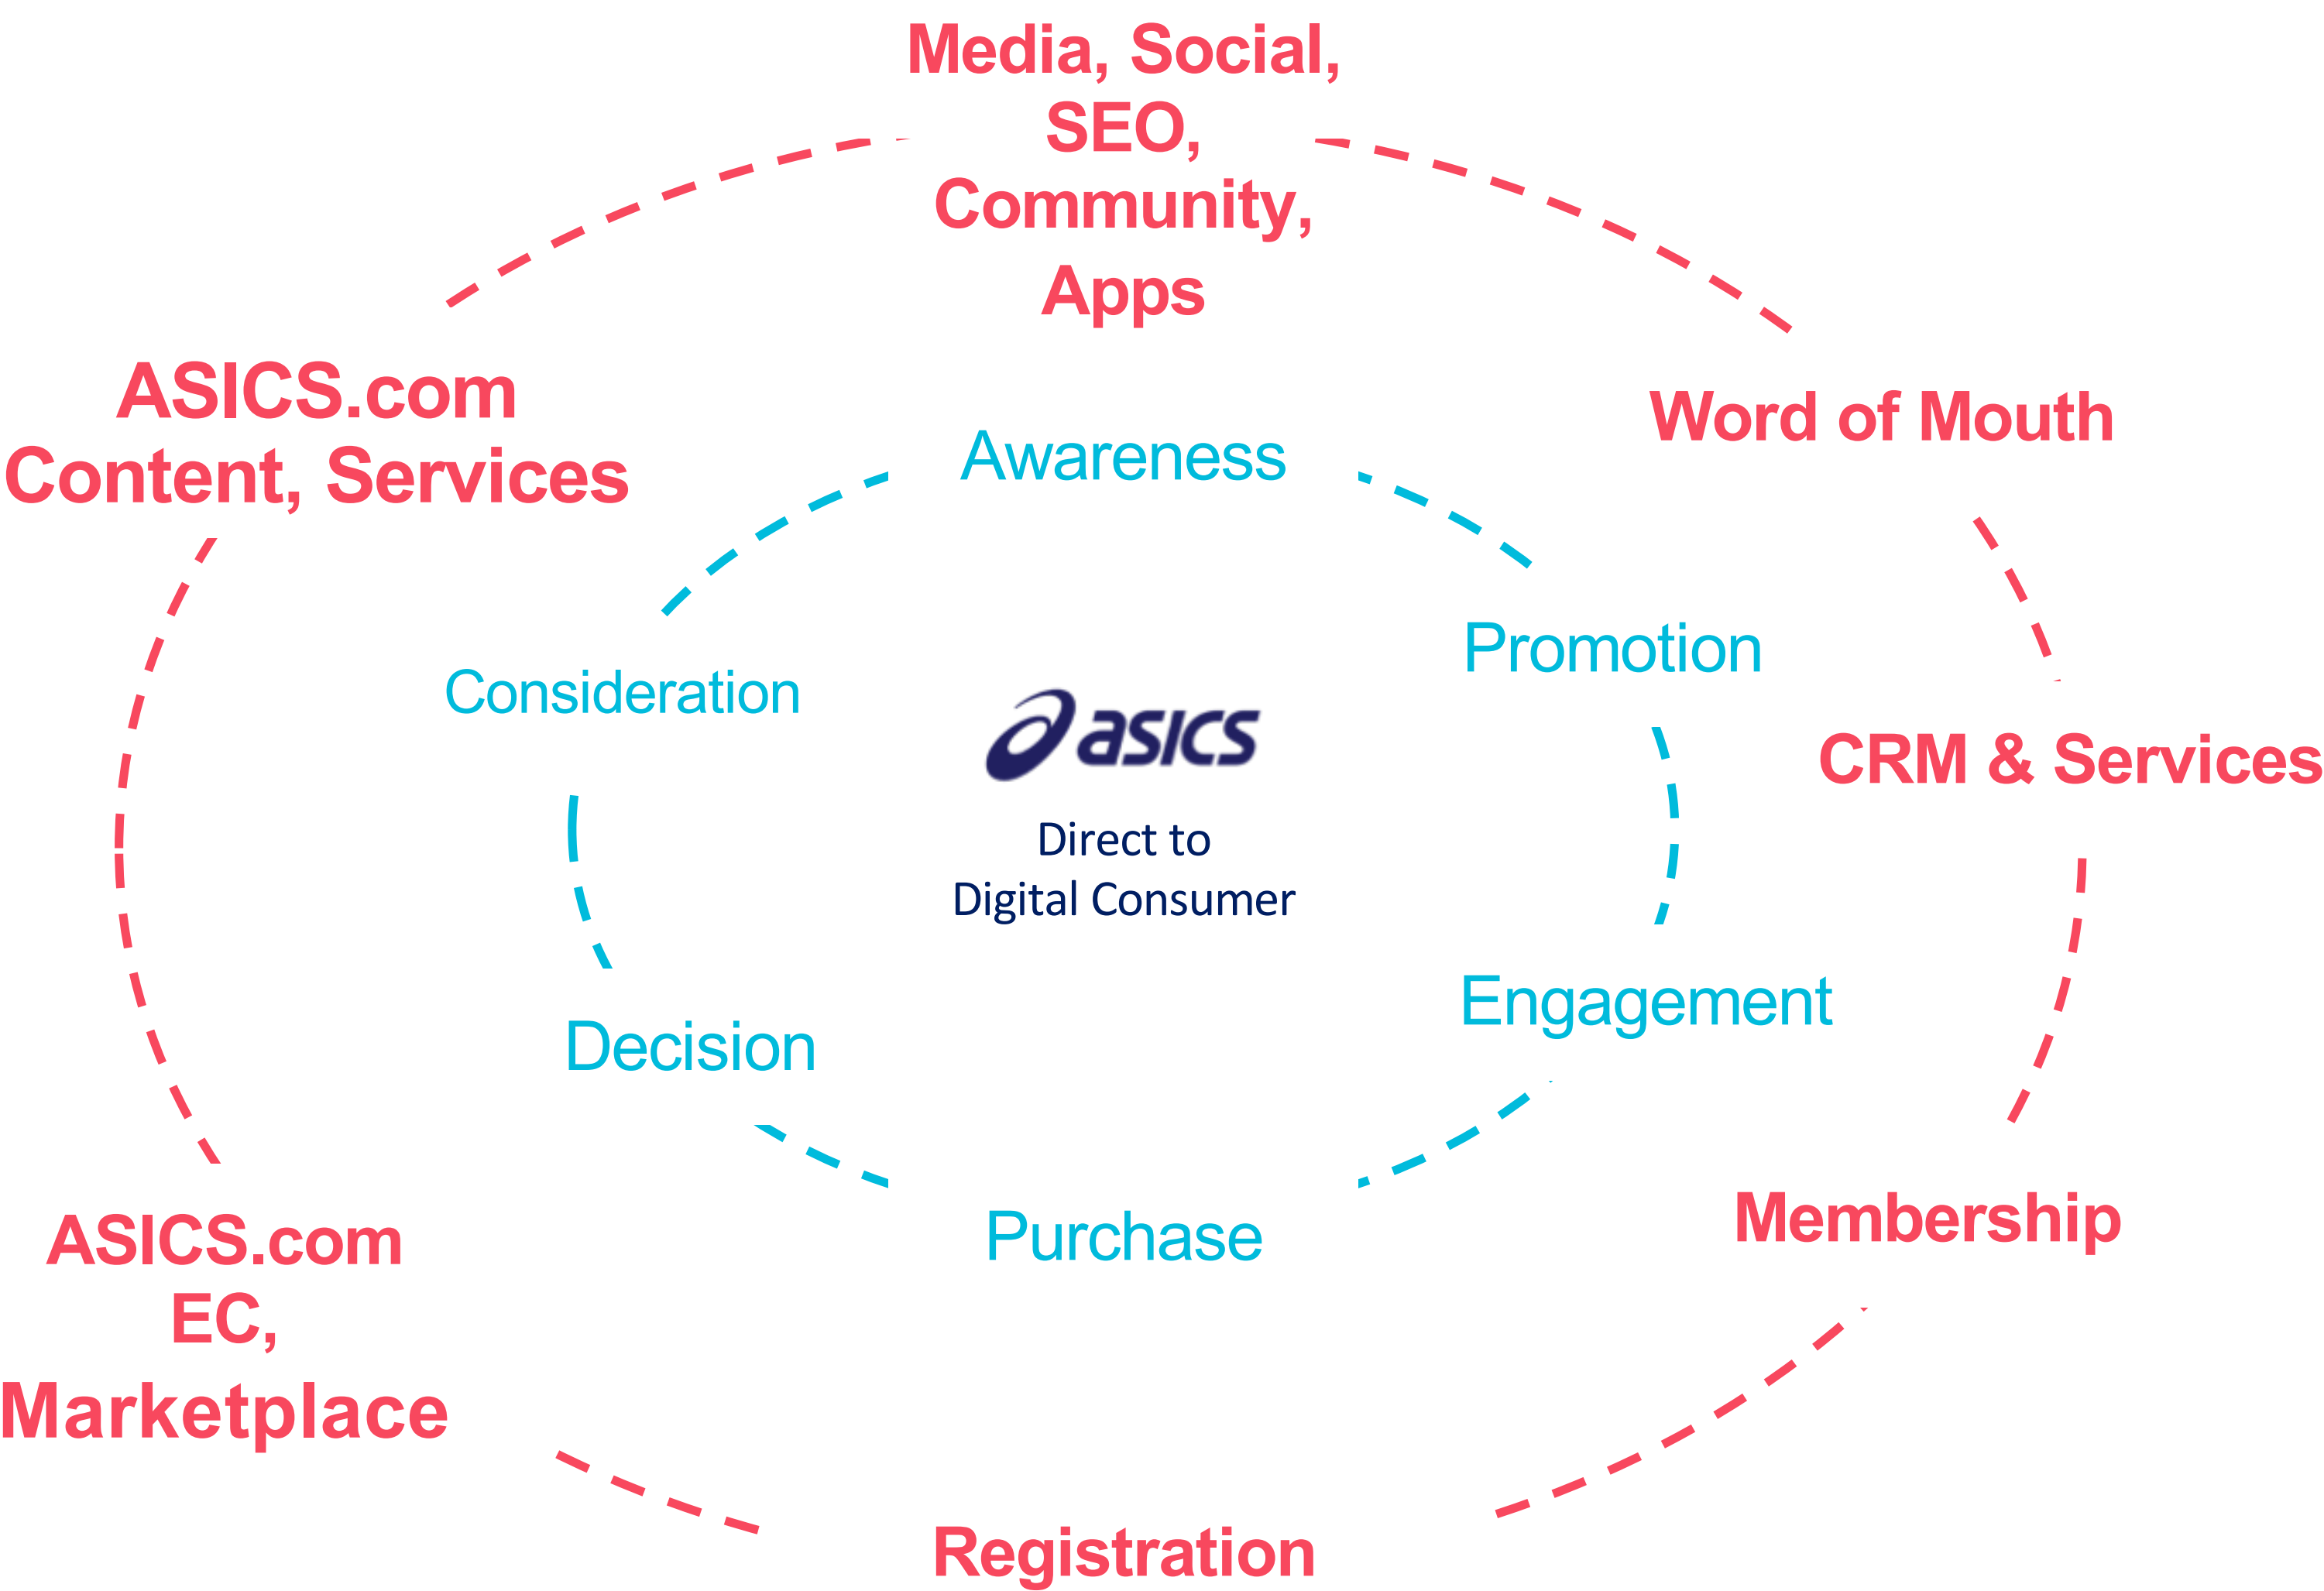 Media, Social,
SEO,
Community,
Apps
ASICS.com
Content, Services
Word of Mouth
Awareness
Promotion
Consideration
asics
CRM & Services
Direct to
Digital Consumer
Engagement
Decision
Purchase
Membership
ASICS.com
EC,
Marketplace
Registration